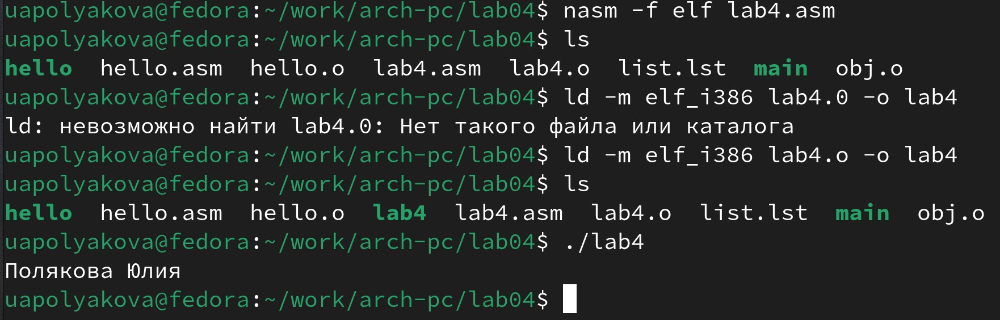 uapolyakova@fedora:~/work/arch-pc/lab04$ nasm -f elf lab4.asm
uapolyakova@fedora:~/work/arch-pc/lab04$ ls
hello  hello.asm  hello.o  lab4.asm  lab4.o  list.lst  main  obj.o
uapolyakova@fedora:~/work/arch-pc/lab04$ ld -m elf_i386 lab4.0 -o lab4
ld: невозможно найти lab4.0: Нет такого файла или каталога
uapolyakova@fedora:~/work/arch-pc/lab04$ ld -m elf_i386 lab4.o -o lab4
uapolyakova@fedora:~/work/arch-pc/lab04$ ls
hello  hello.asm  hello.o  lab4  lab4.asm  lab4.o  list.lst  main  obj.o
uapolyakova@fedora:~/work/arch-pc/lab04$ ./lab4
Полякова Юлия
uapolyakova@fedora:~/work/arch-pc/lab04$